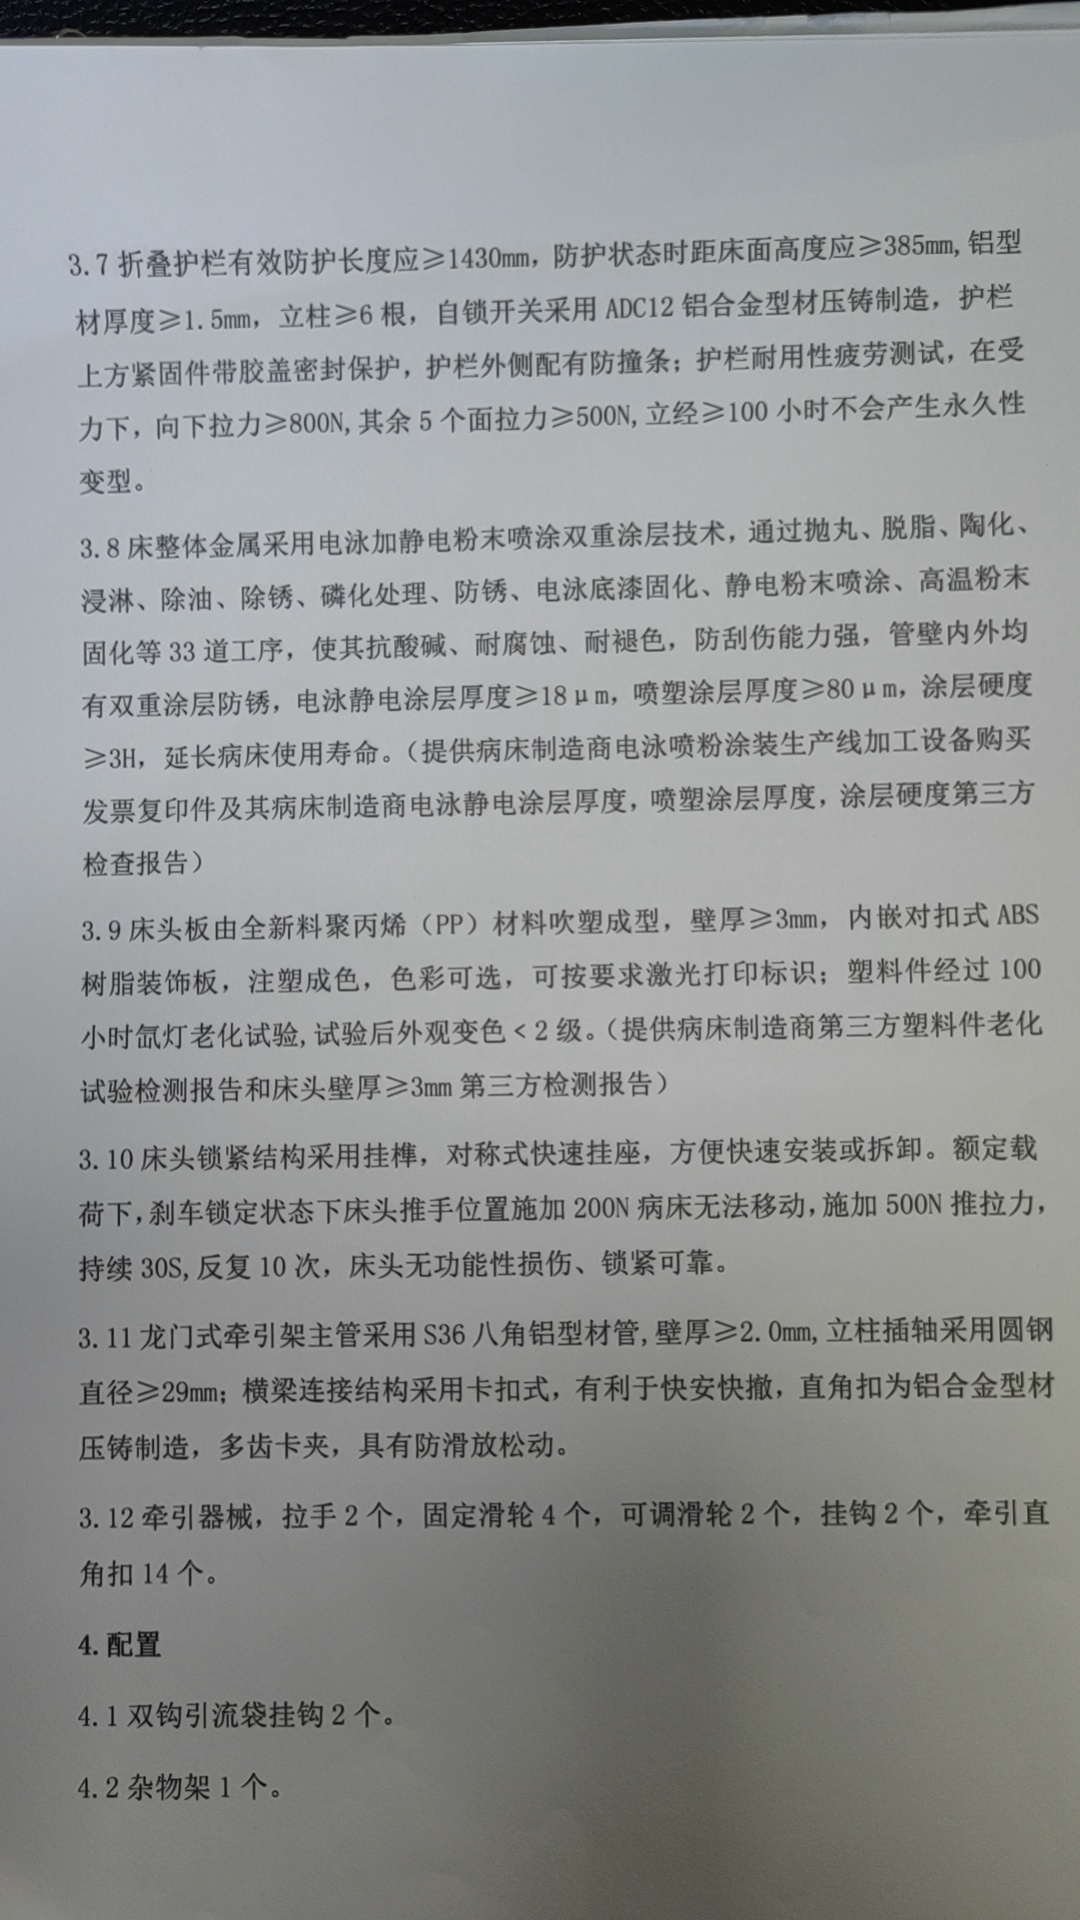 3.7 折叠护栏有效防护长度应≥1430mm，防护状态时距床面高度应≥385mm,铝型
材厚度≥1.5mm，立柱≥6 根，自锁开关采用 ADC12 铝合金型材压铸制造，护栏
上方紧固件带胶盖密封保护，护栏外侧配有防撞条；护栏耐用性疲劳测试，在受
力下，向下拉力≥800N,其余 5 个面拉力≥500N,立经≥100 小时不会产生永久性
变型。
3.8 床整体金属采用电泳加静电粉末喷涂双重涂层技术，通过抛丸、脱脂、陶化、
浸淋、除油、除锈、磷化处理、防锈、电泳底漆固化、静电粉末喷涂、高温粉末
固化等 33 道工序，使其抗酸碱、耐腐蚀、耐褪色，防刮伤能力强，管壁内外均
有双重涂层防锈，电泳静电涂层厚度≥18μm，喷塑涂层厚度≥80μm，涂层硬度
≥3H，延长病床使用寿命。（提供病床制造商电泳喷粉涂装生产线加工设备购买
发票复印件及其病床制造商电泳静电涂层厚度，喷塑涂层厚度，涂层硬度第三方
检查报告）
3.9 床头板由全新料聚丙烯（PP）材料吹塑成型，壁厚≥3mm，内嵌对扣式 ABS
树脂装饰板，注塑成色，色彩可选，可按要求激光打印标识；塑料件经过 100
小时氙灯老化试验,试验后外观变色＜2 级。（提供病床制造商第三方塑料件老化
试验检测报告和床头壁厚≥3mm 第三方检测报告）
3.10 床头锁紧结构采用挂榫，对称式快速挂座，方便快速安装或拆卸。额定载
荷下,刹车锁定状态下床头推手位置施加 200N 病床无法移动,施加 500N 推拉力，
持续 30S,反复 10 次，床头无功能性损伤、锁紧可靠。
3.11 龙门式牵引架主管采用 S36 八角铝型材管,壁厚≥2.0mm,立柱插轴采用圆钢
直径≥29mm；横梁连接结构采用卡扣式，有利于快安快撤，直角扣为铝合金型材
压铸制造，多齿卡夹，具有防滑放松动。
3.12 牵引器械，拉手 2 个，固定滑轮 4 个，可调滑轮 2 个，挂钩 2 个，牵引直
角扣 14 个。
4.配置
4.1 双钩引流袋挂钩 2 个。
4.2 杂物架 1 个。